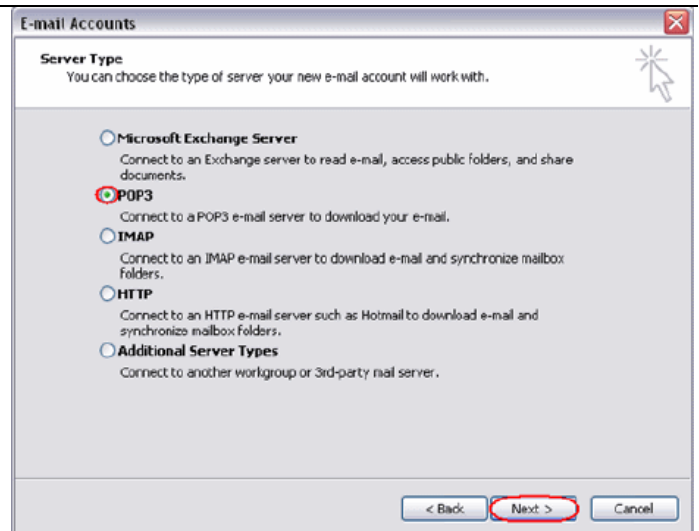 E-mail Accounts
Server Type
You can choose the type of server your new e-mail account will work with.
Microsoft Exchange Server
Connect to an Exchange server to read e-mail, access public folders, and share
documents.
POP3
Connect to a POP3 e-mail server to download your e-mail.
IMAP
Connect to an IMAP e-mail server to download e-mail and synchronize mailbox
folders.
HTTP
Connect to an HTTP e-mail server such as Hotmail to download e-mail and
synchronize mailbox folders.
Additional Server Types
Connect to another workgroup or 3rd-party mail server.
< Back Next > Cancel